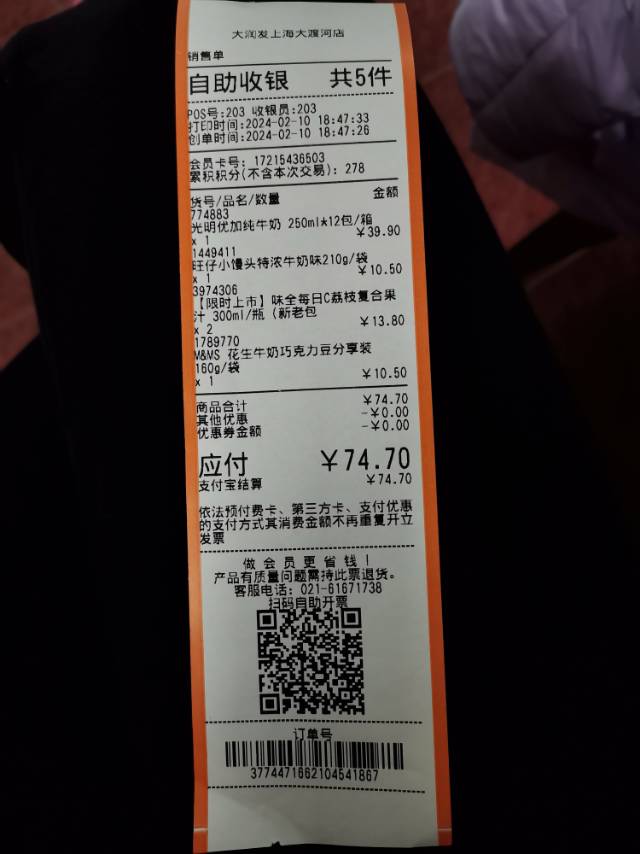 大润发上海大渡河店
销售单
自助收银 共5件
POS号:203 收银员:203
打印时间:2024-02-10 18:47:33
创单时间:2024-02-10 18:47:26
会员卡号: 17215436503
累积积分(不含本次交易): 278
货号/品名/数量 金额
774883
光明优加纯牛奶 250ml*12包/箱
x 1 ￥39.90
1449411
旺仔小馒头特浓牛奶味210g/袋
x 1 ￥10.50
3974306
【限时上市】味全每日C荔枝复合果
汁 300ml/瓶 (新老包
x 2 ￥13.80
1789770
M&MS 花生牛奶巧克力豆分享装
160g/袋
x 1 ￥10.50
商品合计 ￥74.70
其他优惠 -￥0.00
优惠券金额 -￥0.00
应付 ￥74.70
支付宝结算 ￥74.70
依法预付费卡、第三方卡、支付优惠
的支付方式其消费金额不再重复开立
发票
做会员更省钱!
产品有质量问题需持此票退货。
客服电话: 021-61671738
扫码自助开票
订单号
3774471662104541867